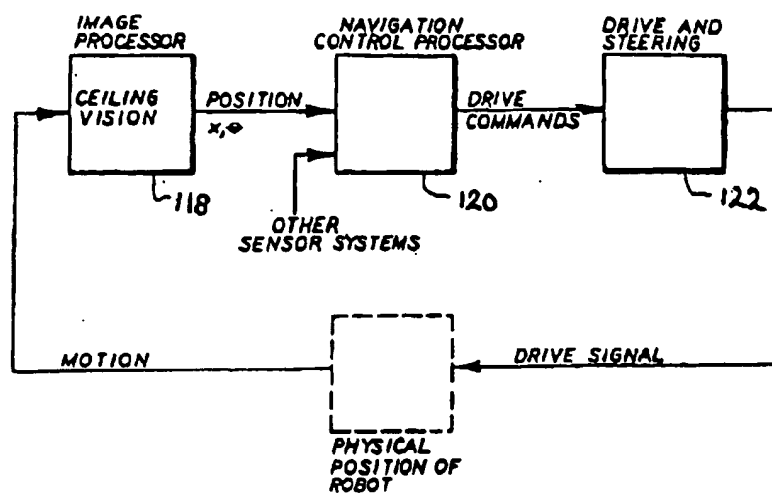 IMAGE
PROCESSOR
NAVIGATION
CONTROL PROCESSOR
DRIVE AND
STEERING
CEILING
VISION
POSITION
x,θ
DRIVE
COMMANDS
118
120
122
OTHER
SENSOR SYSTEMS
MOTION
DRIVE SIGNAL
PHYSICAL
POSITION OF
ROBOT